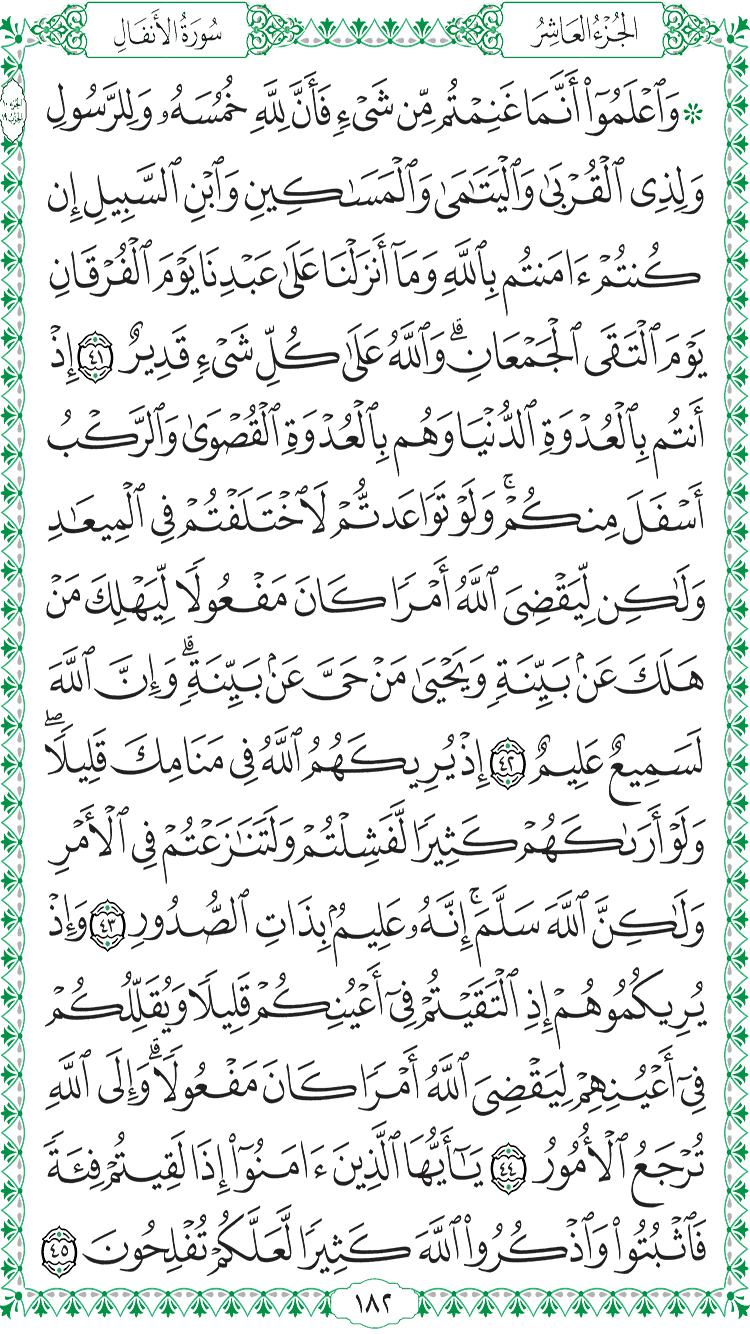 الجُزْءُ العَاشِرُ
سُورَةُ الأَنفَالِ
۞ وَٱعْلَمُوٓا۟ أَنَّمَا غَنِمْتُم مِّن شَىْءٍ فَأَنَّ لِلَّهِ خُمُسَهُۥ وَلِلرَّسُولِ
وَلِذِى ٱلْقُرْبَىٰ وَٱلْيَتَـٰمَىٰ وَٱلْمَسَـٰكِينِ وَٱبْنِ ٱلسَّبِيلِ إِن
كُنتُمْ ءَامَنتُم بِٱللَّهِ وَمَآ أَنزَلْنَا عَلَىٰ عَبْدِنَا يَوْمَ ٱلْفُرْقَانِ
يَوْمَ ٱلْتَقَى ٱلْجَمْعَانِ ۗ وَٱللَّهُ عَلَىٰ كُلِّ شَىْءٍ قَدِيرٌ ٤١ إِذْ
أَنتُم بِٱلْعُدْوَةِ ٱلدُّنْيَا وَهُم بِٱلْعُدْوَةِ ٱلْقُصْوَىٰ وَٱلرَّكْبُ
أَسْفَلَ مِنكُمْ ۚ وَلَوْ تَوَاعَدتُّمْ لَٱخْتَلَفْتُمْ فِى ٱلْمِيعَـٰدِ
وَلَـٰكِن لِّيَقْضِىَ ٱللَّهُ أَمْرًا كَانَ مَفْعُولًا لِّيَهْلِكَ مَنْ
هَلَكَ عَنۢ بَيِّنَةٍ وَيَحْيَىٰ مَنْ حَىَّ عَنۢ بَيِّنَةٍ ۗ وَإِنَّ ٱللَّهَ
لَسَمِيعٌ عَلِيمٌ ٤٢ إِذْ يُرِيكَهُمُ ٱللَّهُ فِى مَنَامِكَ قَلِيلًا ۖ
وَلَوْ أَرَىٰكَهُمْ كَثِيرًا لَّفَشِلْتُمْ وَلَتَنَـٰزَعْتُمْ فِى ٱلْأَمْرِ
وَلَـٰكِنَّ ٱللَّهَ سَلَّمَ ۚ إِنَّهُۥ عَلِيمٌۢ بِذَاتِ ٱلصُّدُورِ ٤٣ وَإِذْ
يُرِيكُمُوهُمْ إِذِ ٱلْتَقَيْتُمْ فِىٓ أَعْيُنِكُمْ قَلِيلًا وَيُقَلِّلُكُمْ
فِىٓ أَعْيُنِهِمْ لِيَقْضِىَ ٱللَّهُ أَمْرًا كَانَ مَفْعُولًا ۗ وَإِلَى ٱللَّهِ
تُرْجَعُ ٱلْأُمُورُ ٤٤ يَـٰٓأَيُّهَا ٱلَّذِينَ ءَامَنُوٓا۟ إِذَا لَقِيتُمْ فِئَةً
فَٱثْبُتُوا۟ وَٱذْكُرُوا۟ ٱللَّهَ كَثِيرًا لَّعَلَّكُمْ تُفْلِحُونَ ٤٥
١٨٢